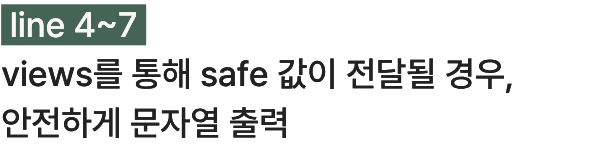 line 4~7
views를 통해 safe 값이 전달될 경우,
안전하게 문자열 출력